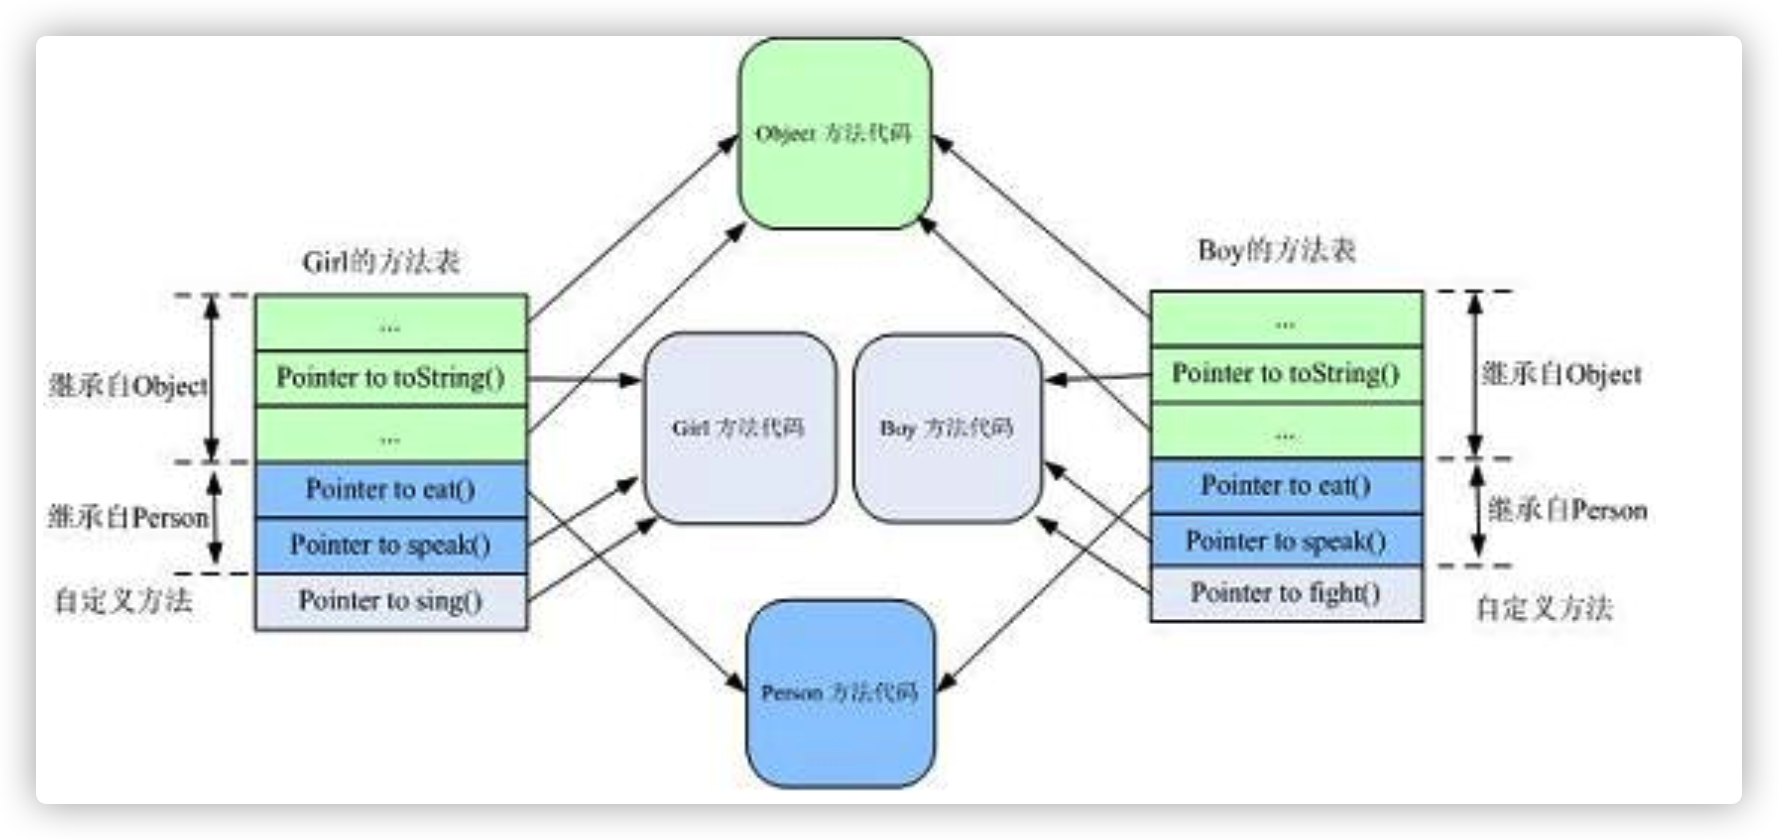 Object 方法代码
Girl的方法表
Boy的方法表
...
Pointer to toString()
...
Pointer to eat()
Pointer to speak()
Pointer to sing()
继承自Object
继承自Person
自定义方法
Girl 方法代码
Boy 方法代码
Person 方法代码
...
Pointer to toString()
...
Pointer to eat()
Pointer to speak()
Pointer to fight()
继承自Object
继承自Person
自定义方法